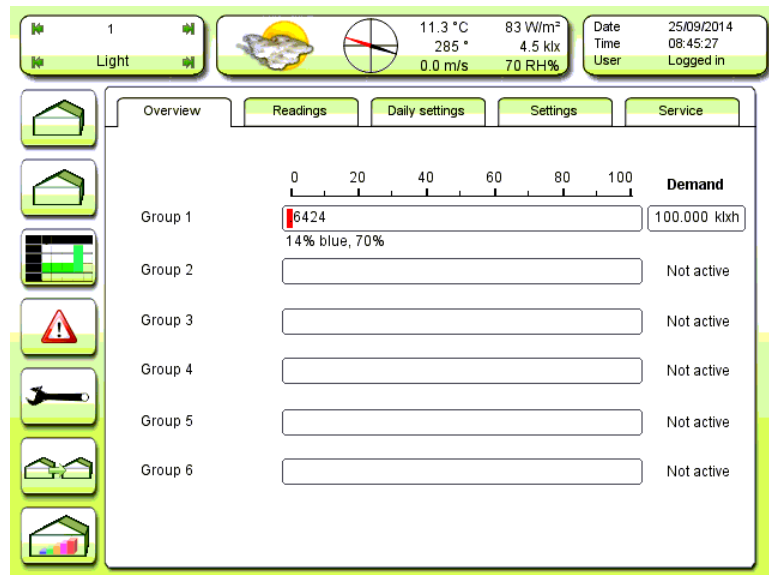 1
Light
11.3 °C 83 W/m²
285 ° 4.5 klx
0.0 m/s 70 RH%
Date 25/09/2014
Time 08:45:27
User Logged in
Overview Readings Daily settings Settings Service
0 20 40 60 80 100 Demand
Group 1 6424 100.000 klxh
14% blue, 70%
Group 2 Not active
Group 3 Not active
Group 4 Not active
Group 5 Not active
Group 6 Not active